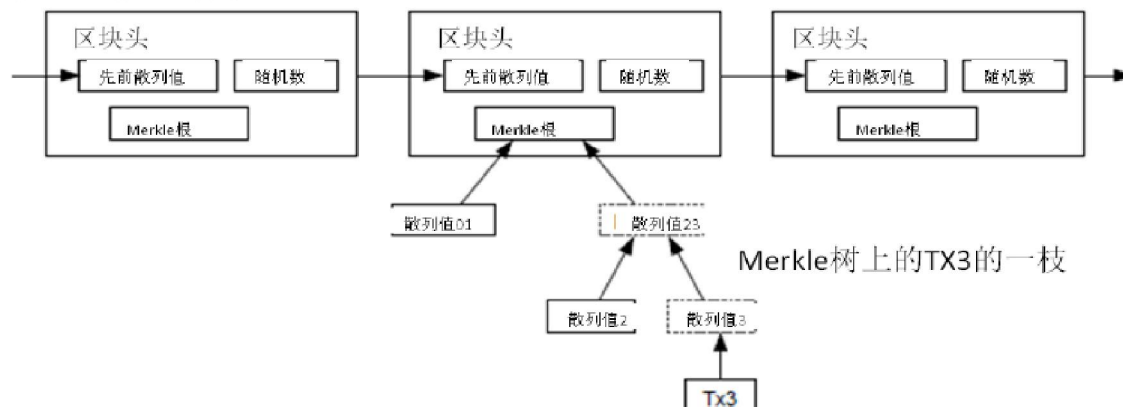 区块头
区块头
区块头
先前散列值 随机数
先前散列值 随机数
先前散列值 随机数
Merkle根
Merkle根
Merkle根
散列值01
散列值23
Merkle树上的TX3的一枝
散列值2
散列值3
Tx3